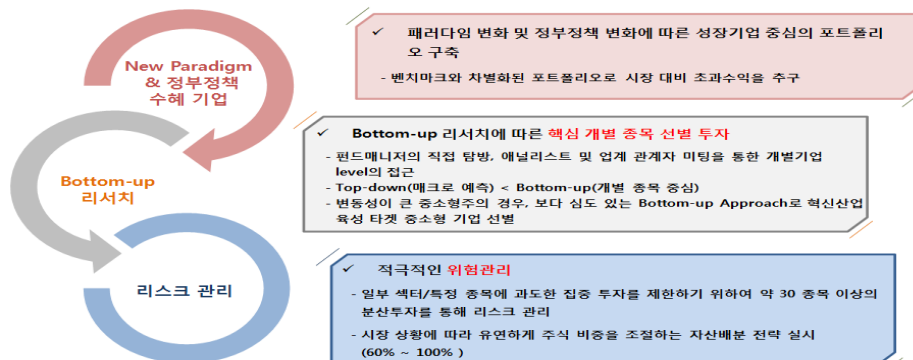 New Paradigm
& 정부정책
수혜 기업
✓ 패러다임 변화 및 정부정책 변화에 따른 성장기업 중심의 포트폴리
오 구축
- 벤치마크와 차별화된 포트폴리오로 시장 대비 초과수익을 추구
Bottom-up
리서치
✓ Bottom-up 리서치에 따른 핵심 개별 종목 선별 투자
- 펀드매니저의 직접 탐방, 애널리스트 및 업계 관계자 미팅을 통한 개별기업
level의 접근
- Top-down(매크로 예측) < Bottom-up(개별 종목 중심)
- 변동성이 큰 중소형주의 경우, 보다 심도 있는 Bottom-up Approach로 혁신산업
육성 타겟 중소형 기업 선별
리스크 관리
✓ 적극적인 위험관리
- 일부 섹터/특정 종목에 과도한 집중 투자를 제한하기 위하여 약 30 종목 이상의
분산투자를 통해 리스크 관리
- 시장 상황에 따라 유연하게 주식 비중을 조절하는 자산배분 전략 실시
(60% ~ 100% )